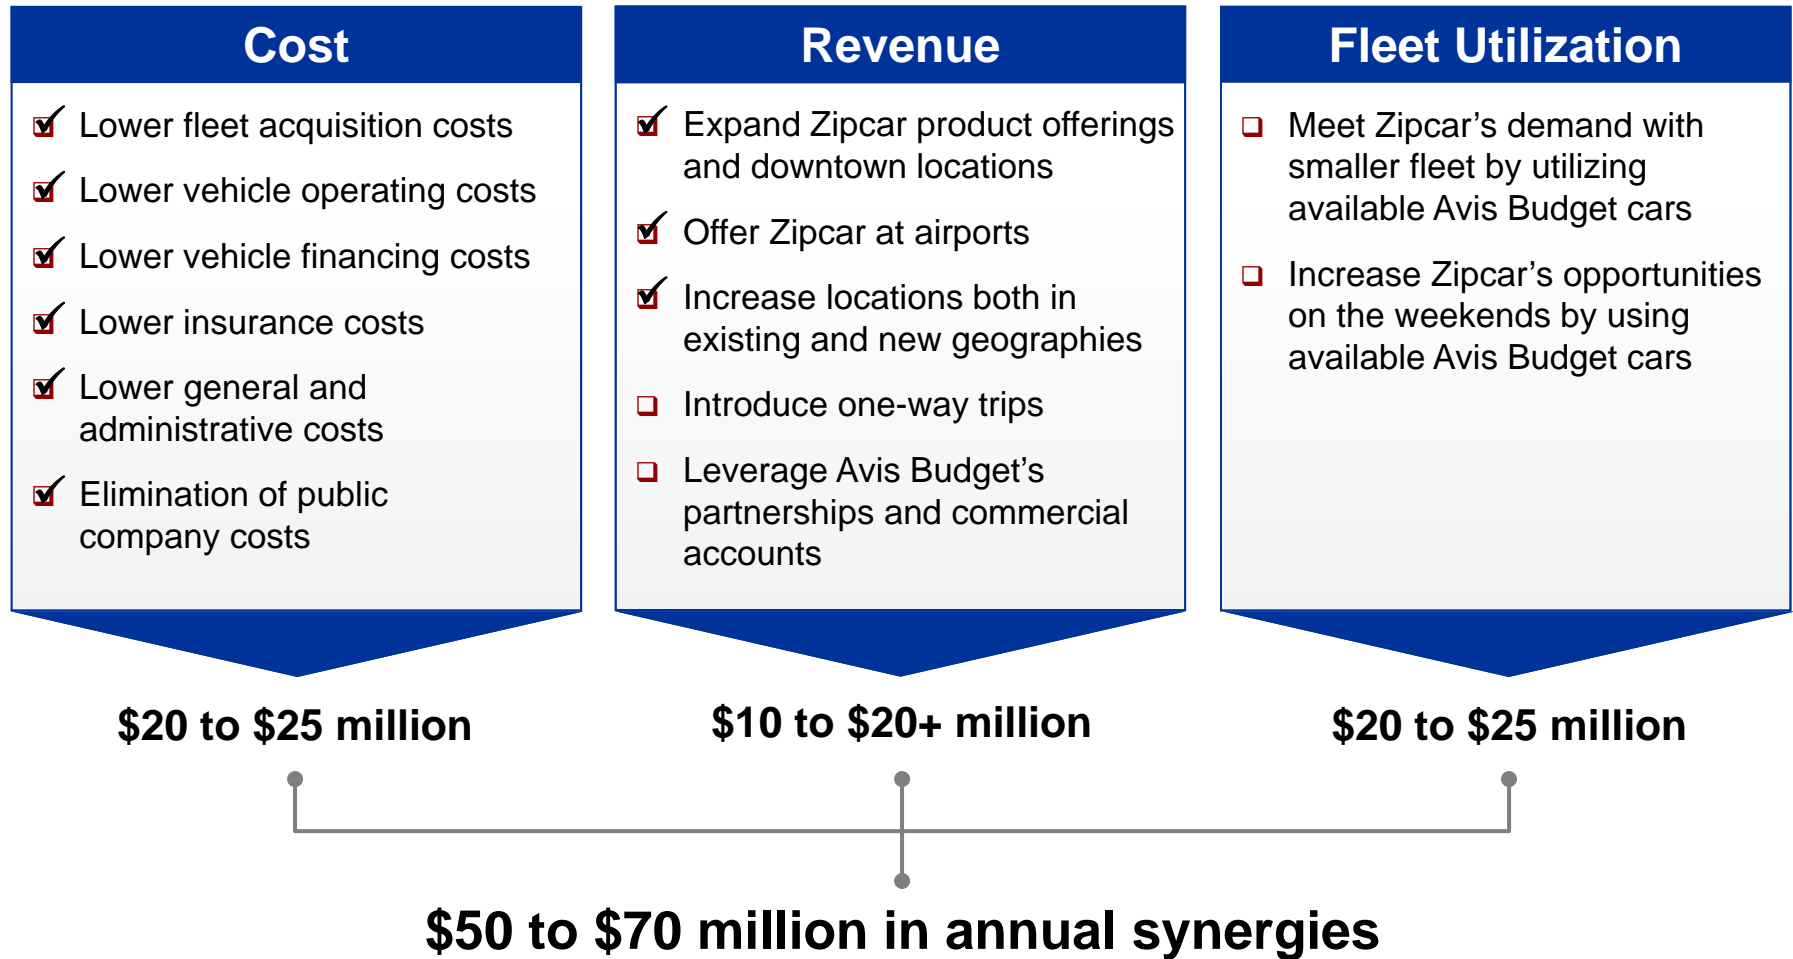 Cost
Lower fleet acquisition costs
Lower vehicle operating costs
Lower vehicle financing costs
Lower insurance costs
Lower general and
administrative costs
Elimination of public
company costs
$20 to $25 million
Revenue
Expand Zipcar product offerings
and downtown locations
Offer Zipcar at airports
Increase locations both in
existing and new geographies
Introduce one-way trips
Leverage Avis Budget’s
partnerships and commercial
accounts
$10 to $20+ million
Fleet Utilization
Meet Zipcar’s demand with
smaller fleet by utilizing
available Avis Budget cars
Increase Zipcar’s opportunities
on the weekends by using
available Avis Budget cars
$20 to $25 million
$50 to $70 million in annual synergies